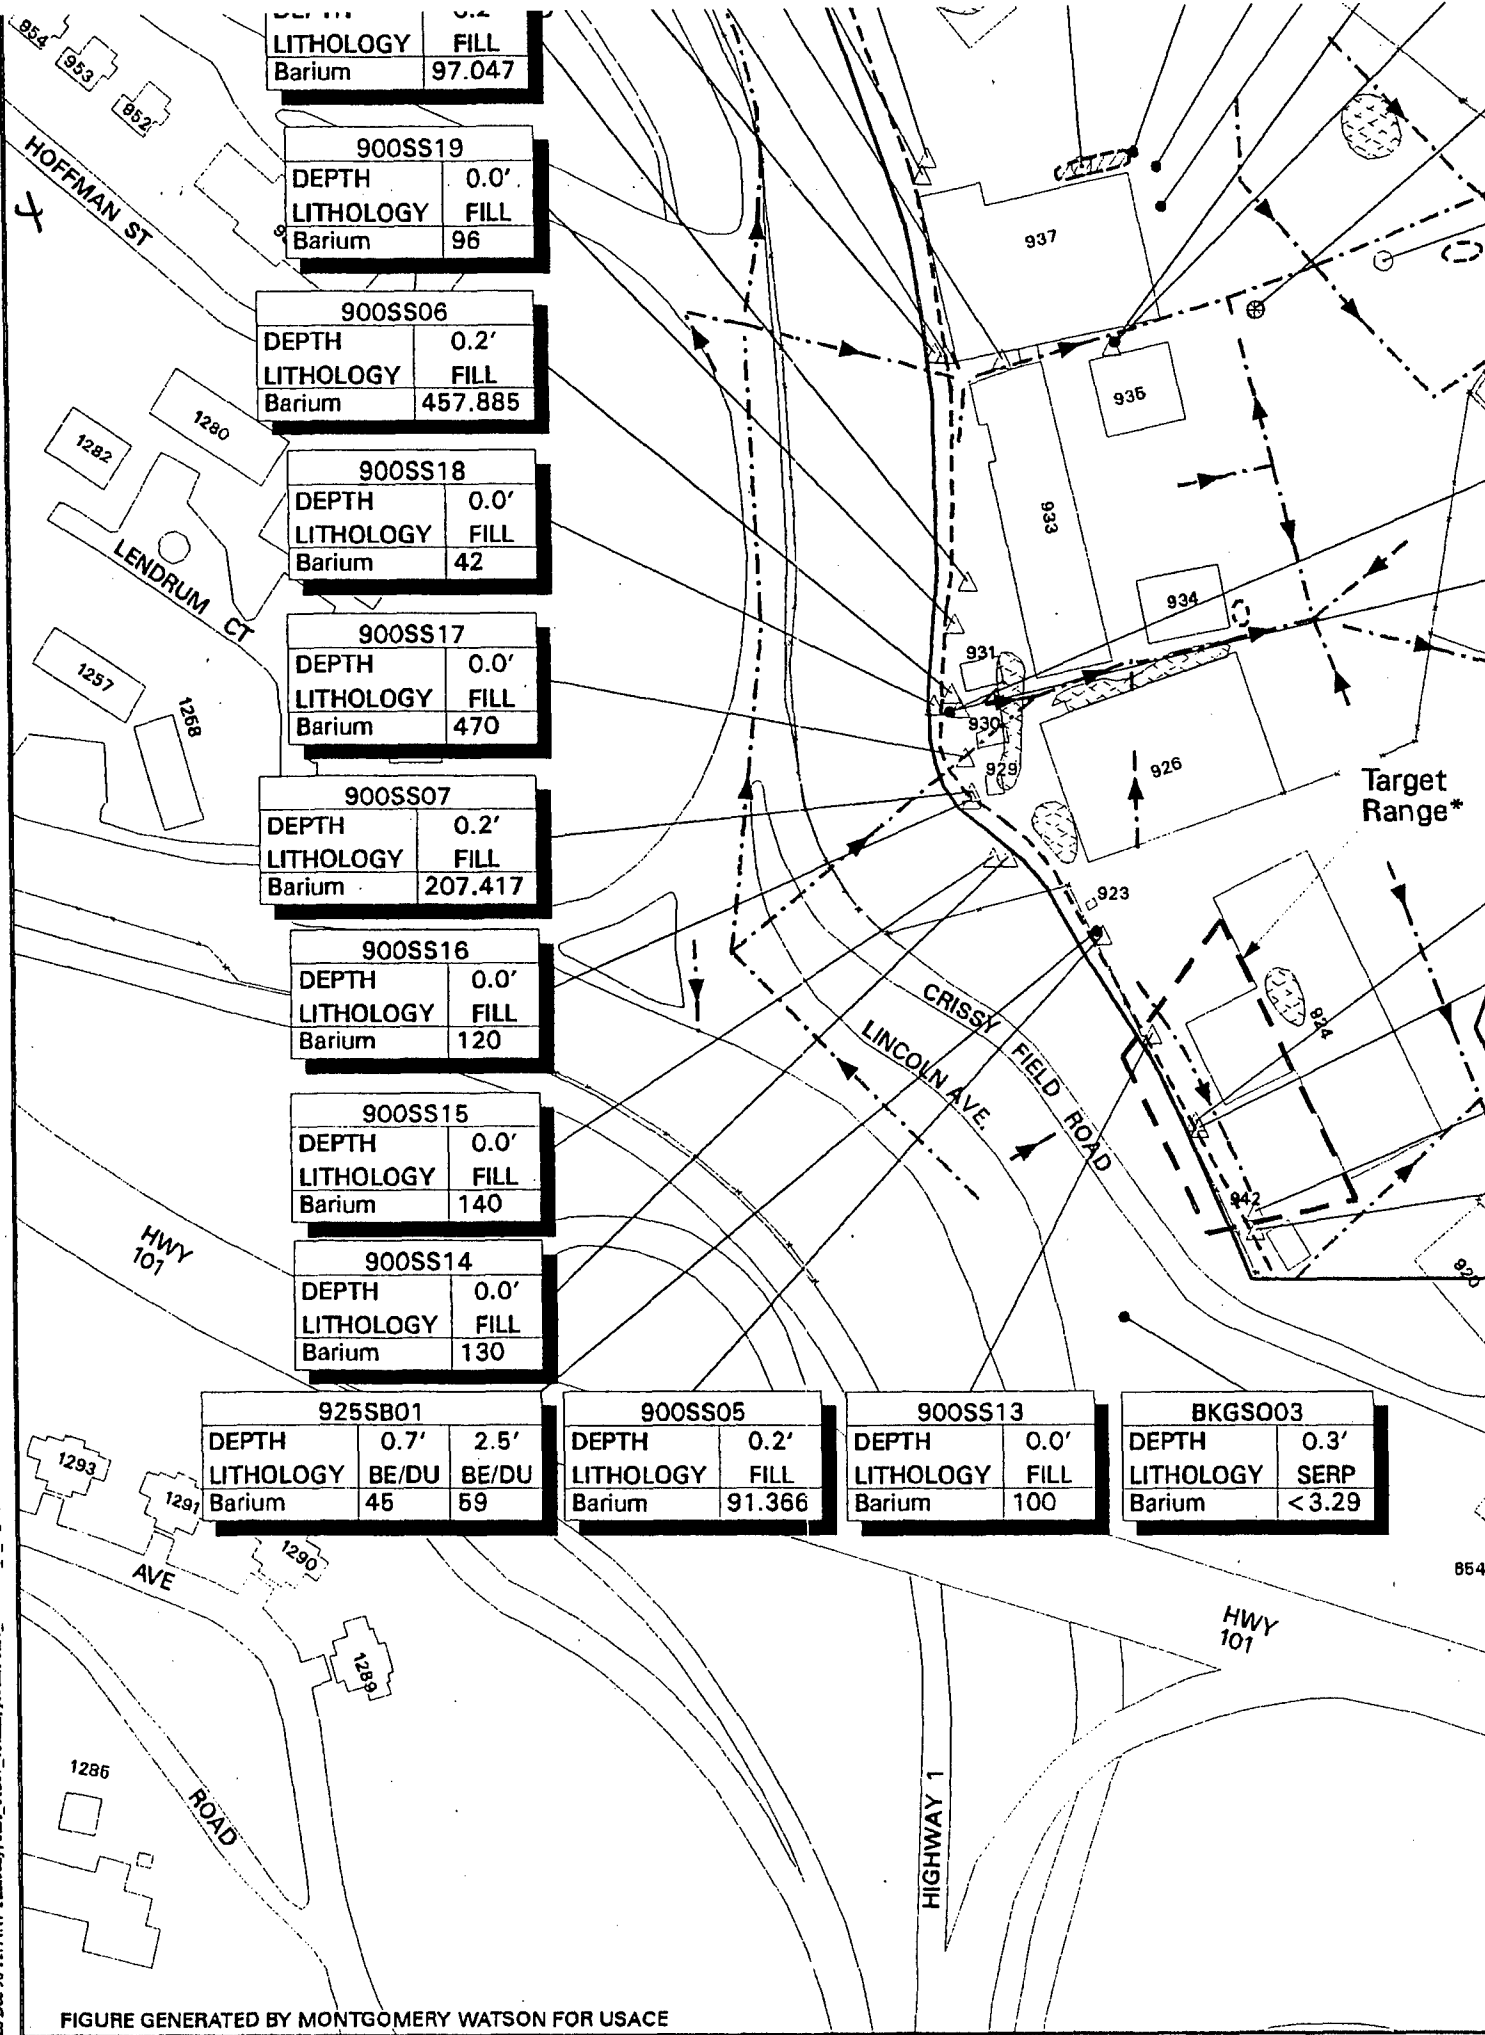 LITHOLOGY FILL
Barium 97.047
954
953
952
HOFFMAN ST
900SS19
DEPTH 0.0'
LITHOLOGY FILL
Barium 96
900SS06
DEPTH 0.2'
LITHOLOGY FILL
Barium 457.885
1280
1282
900SS18
DEPTH 0.0'
LITHOLOGY FILL
Barium 42
LENDRUM CT
900SS17
DEPTH 0.0'
LITHOLOGY FILL
Barium 470
1257
1258
900SS07
DEPTH 0.2'
LITHOLOGY FILL
Barium 207.417
900SS16
DEPTH 0.0'
LITHOLOGY FILL
Barium 120
900SS15
DEPTH 0.0'
LITHOLOGY FILL
Barium 140
HWY
101
900SS14
DEPTH 0.0'
LITHOLOGY FILL
Barium 130
937
935
933
934
931
930
929
926
Target
Range*
923
924
CRISSY FIELD ROAD
LINCOLN AVE.
942
920
925SB01
DEPTH 0.7' 2.5'
LITHOLOGY BE/DU BE/DU
Barium 45 59
900SS05
DEPTH 0.2'
LITHOLOGY FILL
Barium 91.366
900SS13
DEPTH 0.0'
LITHOLOGY FILL
Barium 100
BKGSO03
DEPTH 0.3'
LITHOLOGY SERP
Barium <3.29
1293
1291
1290
AVE
1289
654
HWY
101
1285
ROAD
HIGHWAY 1
FIGURE GENERATED BY MONTGOMERY WATSON FOR USACE